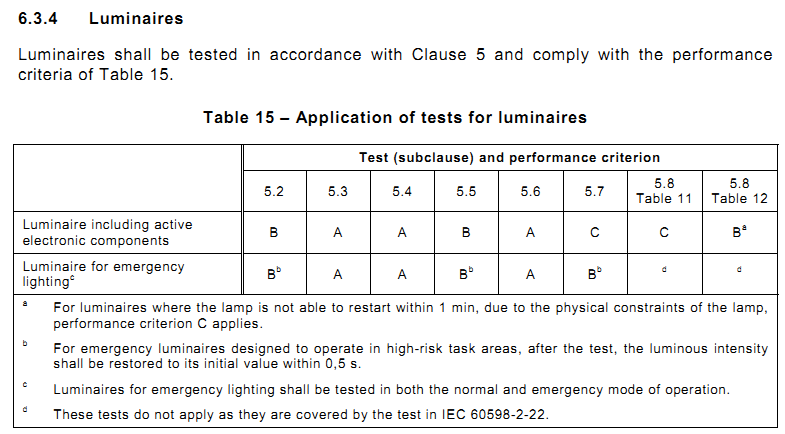 6.3.4 Luminaires
Luminaires shall be tested in accordance with Clause 5 and comply with the performance
criteria of Table 15.
Table 15 – Application of tests for luminaires
Test (subclause) and performance criterion
5.2 5.3 5.4 5.5 5.6 5.7 5.8 Table 11 5.8 Table 12
Luminaire including active
electronic components B A A B A C C Bᵃ
Luminaire for emergency
lightingᶜ Bᵇ A A Bᵇ A Bᵇ ᵈ ᵈ
a For luminaires where the lamp is not able to restart within 1 min, due to the physical constraints of the lamp,
performance criterion C applies.
b For emergency luminaires designed to operate in high-risk task areas, after the test, the luminous intensity
shall be restored to its initial value within 0,5 s.
c Luminaires for emergency lighting shall be tested in both the normal and emergency mode of operation.
d These tests do not apply as they are covered by the test in IEC 60598-2-22.